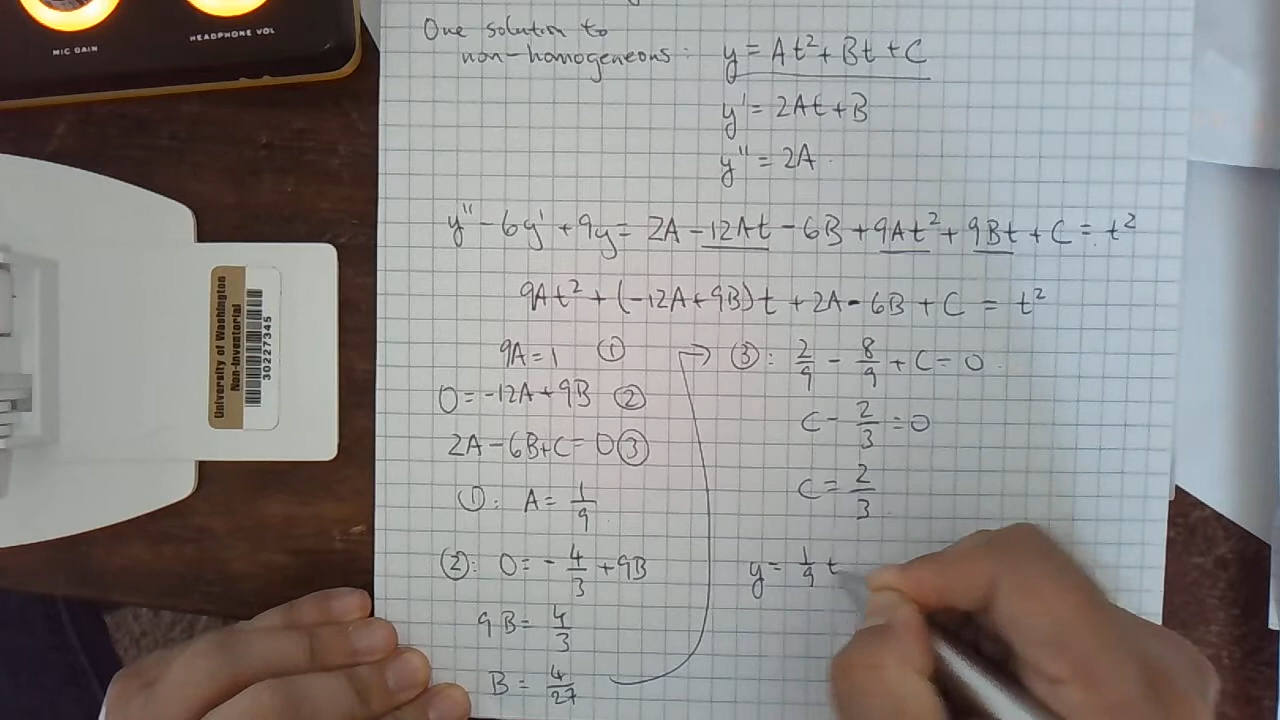 MIC GAIN
HEADPHONE VOL
One solution to
non-homogeneous: y = At² + Bt + C
y' = 2At + B
y'' = 2A.
y'' - 6y' + 9y = 2A - 12At - 6B + 9At² + 9Bt + C = t²
9At² + (-12A + 9B)t + 2A - 6B + C = t²
9A = 1 ①
0 = -12A + 9B ②
2A - 6B + C = 0 ③
①: A = 1/9
②: 0 = - 4/3 + 9B
9B = 4/3
B = 4/27
→ ③: 2/9 - 8/9 + C = 0.
C - 2/3 = 0
C = 2/3
y = 1/9 t
University of Washington
Non-Inventorial
30227345